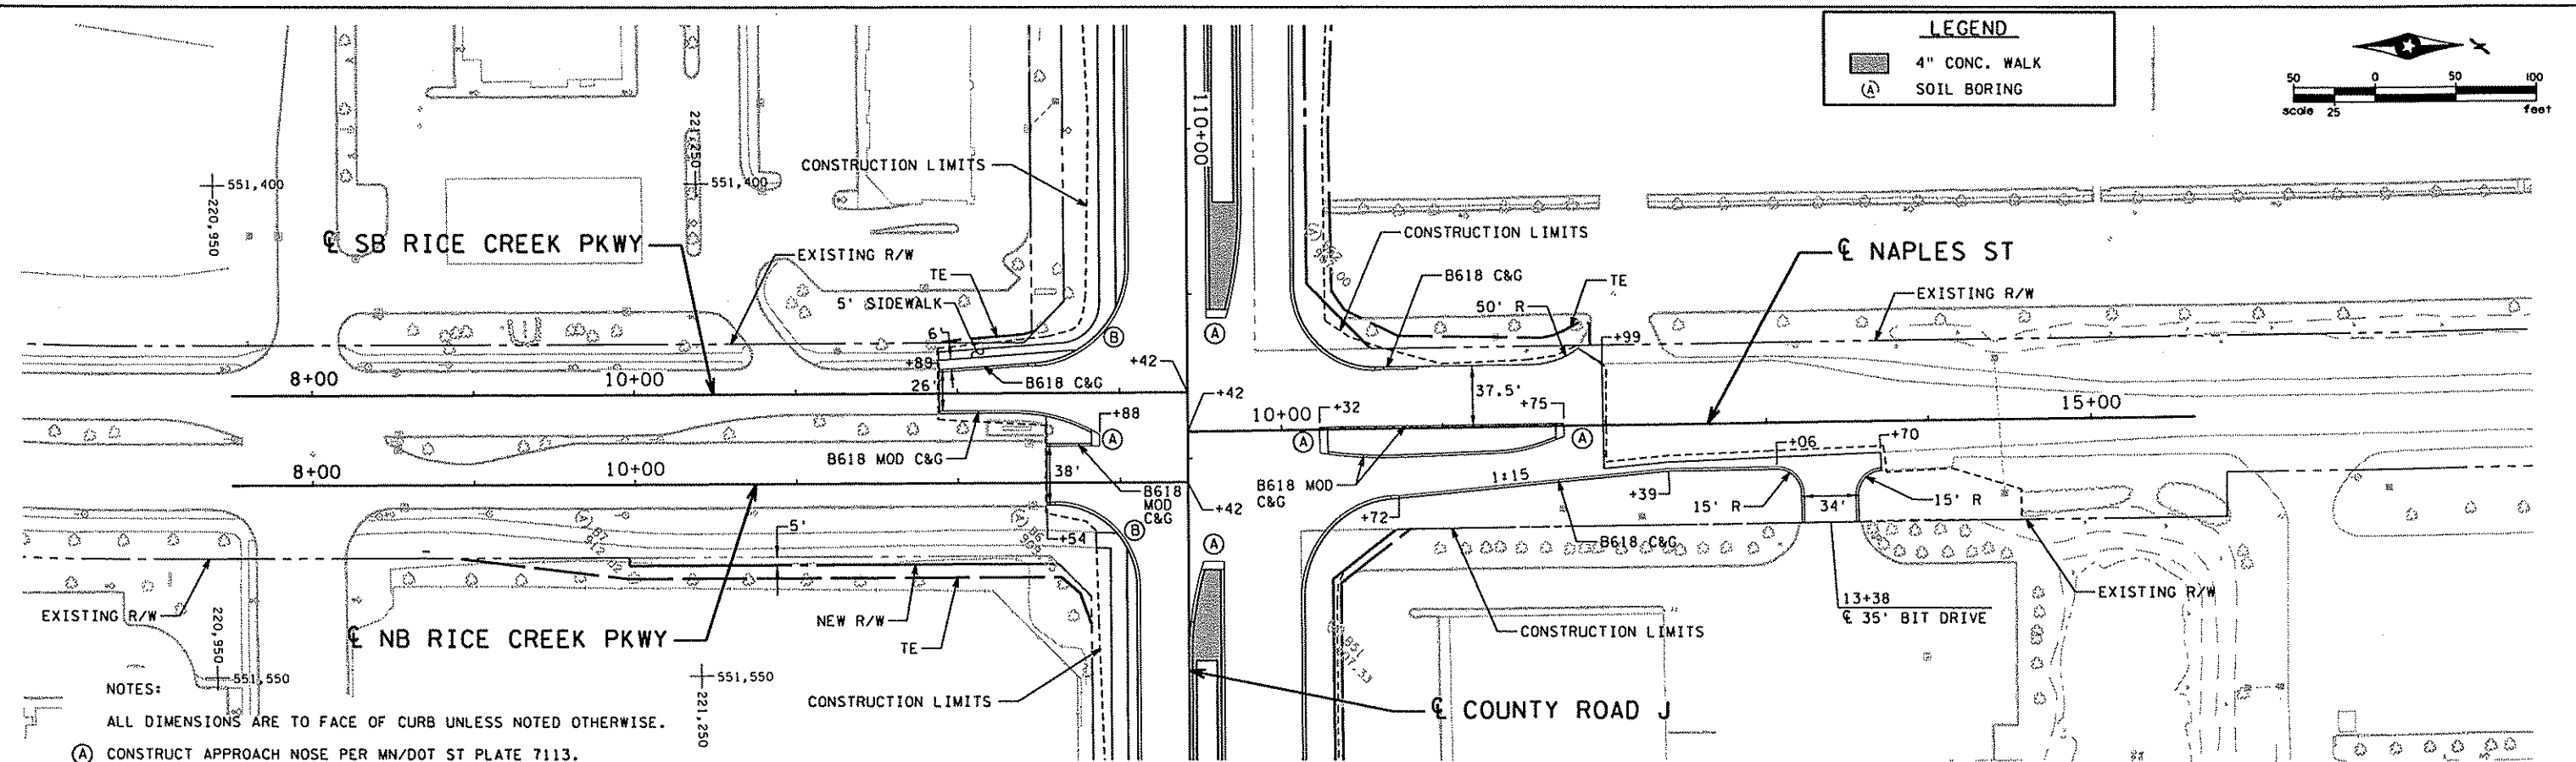 LEGEND
4" CONC. WALK
(A) SOIL BORING
50 0 50 100
scale 25 feet
110+00
221,250
CONSTRUCTION LIMITS
551,400
551,400
220,950
℄ SB RICE CREEK PKWY
EXISTING R/W
TE
5' SIDEWALK
CONSTRUCTION LIMITS
B618 C&G
TE
50' R
℄ NAPLES ST
EXISTING R/W
6'
+89
26'
B
+42
A
+99
8+00
10+00
B618 C&G
+42
+88
A
B618 MOD C&G
10+00
+32
37.5'
+75
A
A
15+00
8+00
10+00
38'
B618
MOD
C&G
B618 MOD
C&G
1:15
+06
+70
+39
+42
+72
15' R
34'
15' R
5'
+54
B
A
B618 C&G
EXISTING R/W
220,950
NEW R/W
TE
13+38
℄ 35' BIT DRIVE
EXISTING R/W
℄ NB RICE CREEK PKWY
CONSTRUCTION LIMITS
551,550
551,550
221,250
CONSTRUCTION LIMITS
℄ COUNTY ROAD J
NOTES:
ALL DIMENSIONS ARE TO FACE OF CURB UNLESS NOTED OTHERWISE.
(A) CONSTRUCT APPROACH NOSE PER MN/DOT ST PLATE 7113.